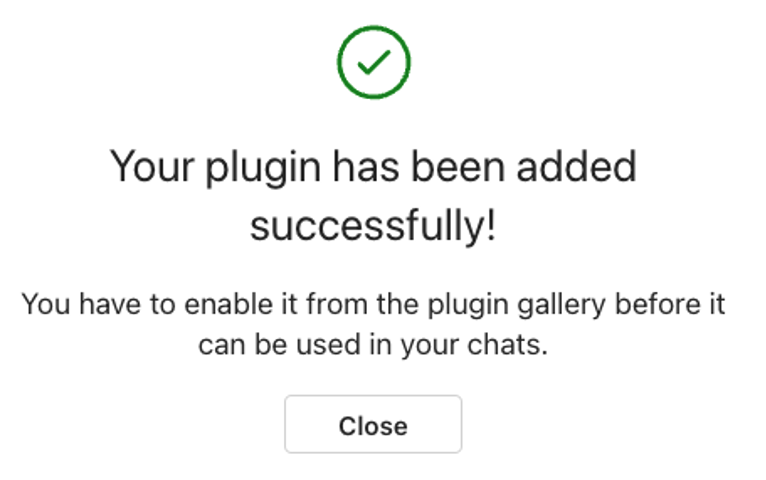 Your plugin has been added
successfully!
You have to enable it from the plugin gallery before it
can be used in your chats.
Close